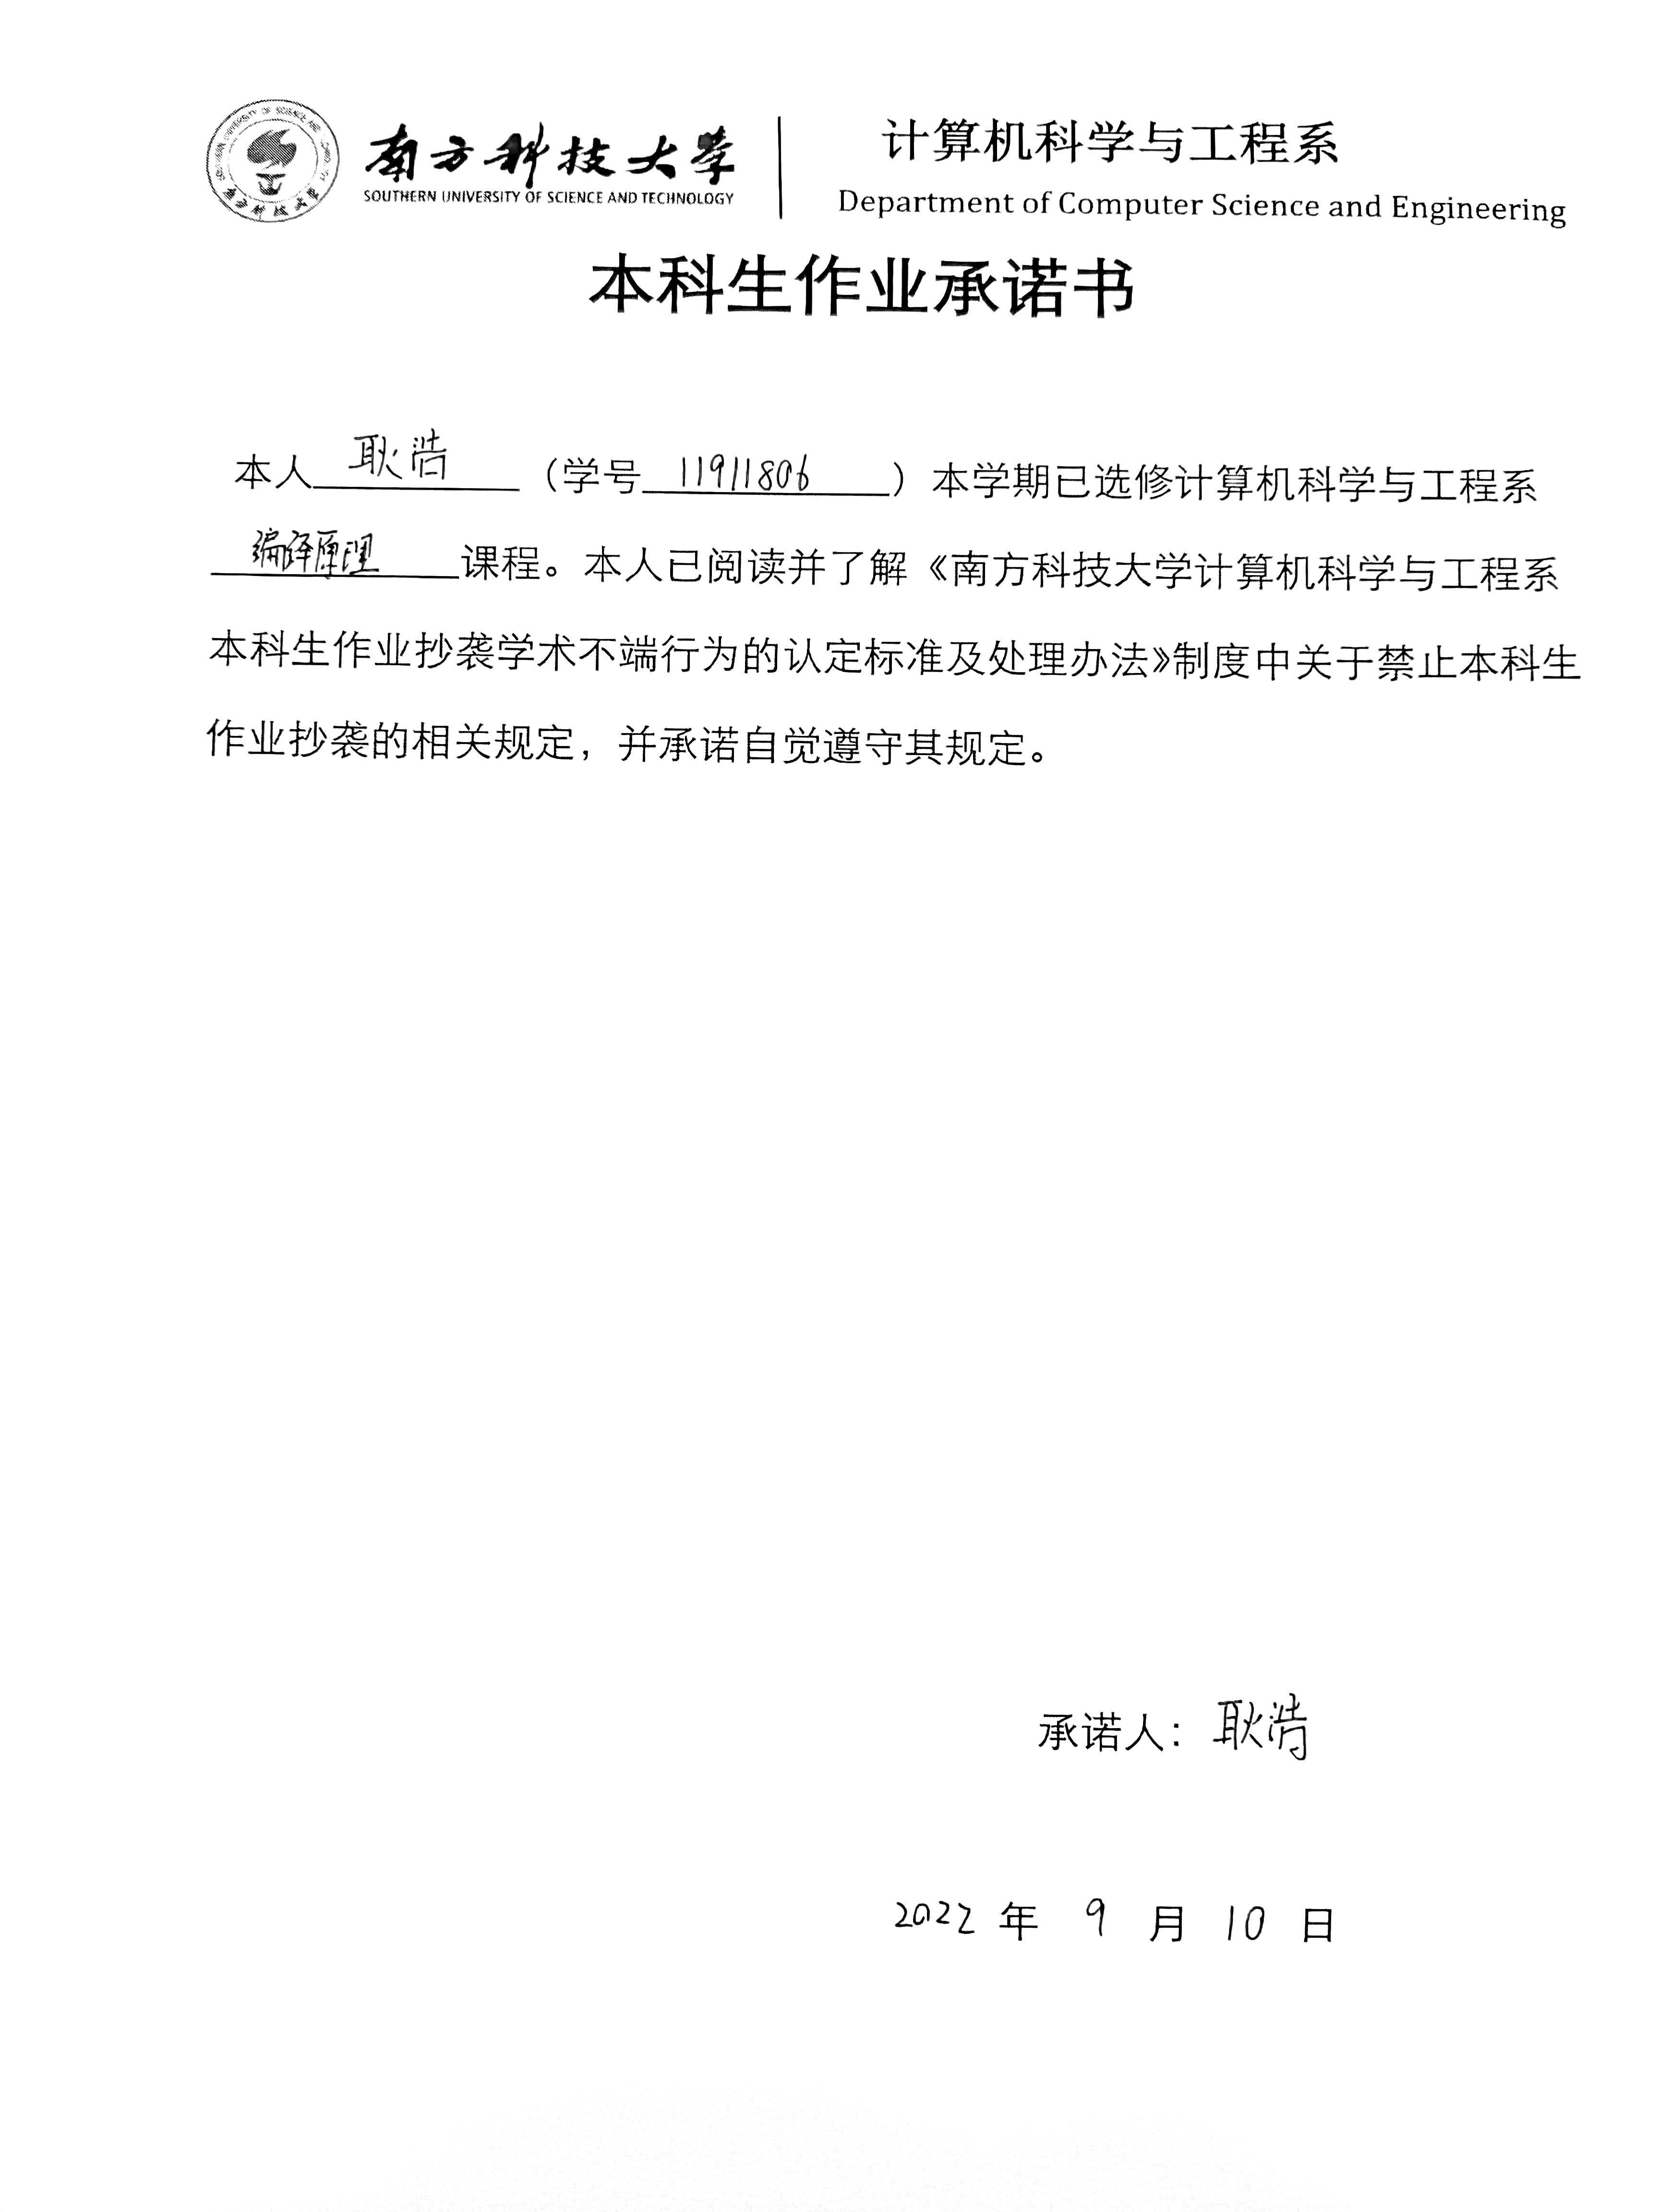 南方科技大学
SOUTHERN UNIVERSITY OF SCIENCE AND TECHNOLOGY
计算机科学与工程系
Department of Computer Science and Engineering
本科生作业承诺书
本人 耿浩 （学号 11911806 ）本学期已选修计算机科学与工程系
编译原理 课程。本人已阅读并了解《南方科技大学计算机科学与工程系
本科生作业抄袭学术不端行为的认定标准及处理办法》制度中关于禁止本科生
作业抄袭的相关规定，并承诺自觉遵守其规定。
承诺人：耿浩
2022 年 9 月 10 日